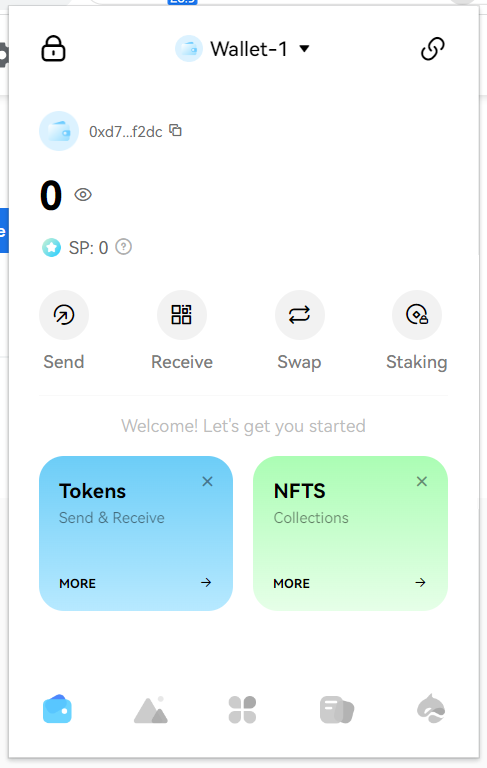 Wallet-1
0xd7...f2dc
0
SP: 0
Send
Receive
Swap
Staking
Welcome! Let's get you started
Tokens
Send & Receive
MORE
NFTS
Collections
MORE